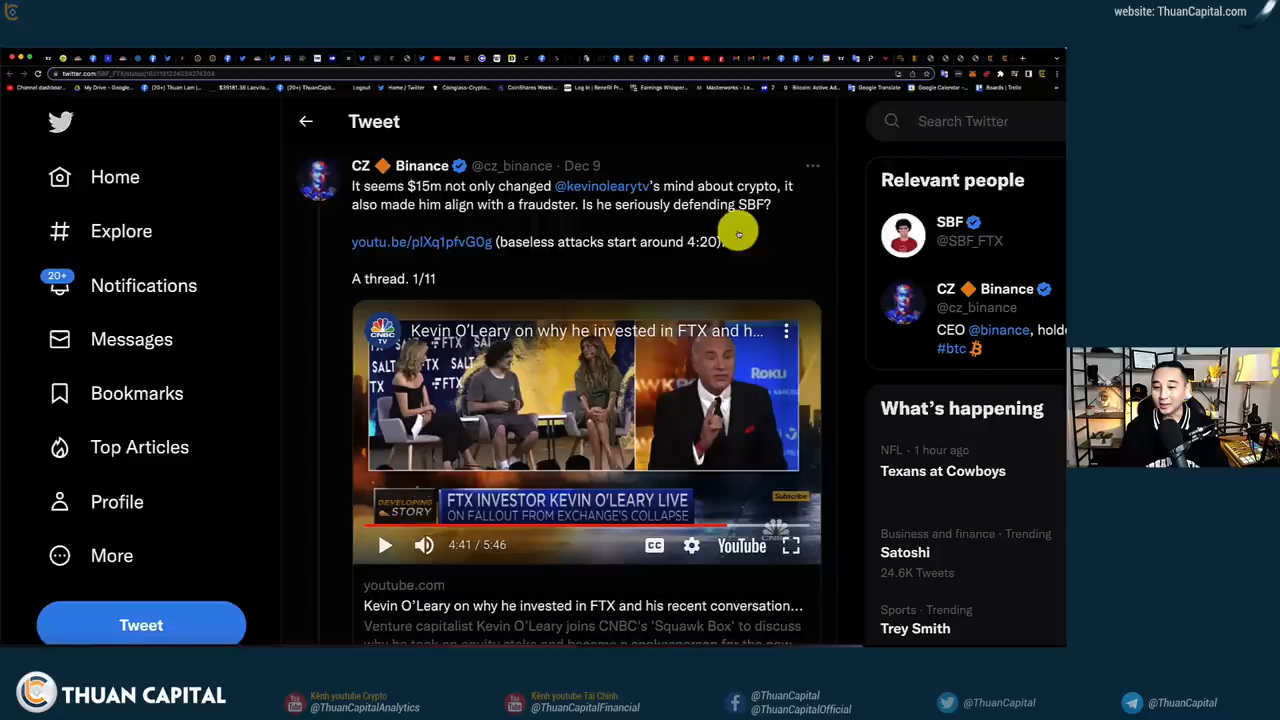 website: ThuanCapital.com
Tweet
Home
Explore
20+
Notifications
Messages
Bookmarks
Top Articles
Profile
More
Tweet
CZ Binance @cz_binance · Dec 9
It seems $15m not only changed @kevinolearytv's mind about crypto, it
also made him align with a fraudster. Is he seriously defending SBF?
youtu.be/plXq1pfvG0g (baseless attacks start around 4:20).
A thread. 1/11
Kevin O'Leary on why he invested in FTX and h...
CNBC TV
FTX SALT
Roku
DEVELOPING STORY
FTX INVESTOR KEVIN O'LEARY LIVE
ON FALLOUT FROM EXCHANGE'S COLLAPSE
Subscribe
CNBC
4:41 / 5:46
CC
YouTube
youtube.com
Kevin O'Leary on why he invested in FTX and his recent conversation...
Venture capitalist Kevin O'Leary joins CNBC's 'Squawk Box' to discuss
Search Twitter
Relevant people
SBF
@SBF_FTX
CZ Binance
@cz_binance
CEO @binance, holde
#btc
What's happening
NFL · 1 hour ago
Texans at Cowboys
Business and finance · Trending
Satoshi
24.6K Tweets
Sports · Trending
Trey Smith
THUAN CAPITAL
Kênh youtube Crypto
@ThuanCapitalAnalytics
Kênh youtube Tài Chính
@ThuanCapitalFinancial
@ThuanCapital
@ThuanCapitalOfficial
@ThuanCapital
@ThuanCapital